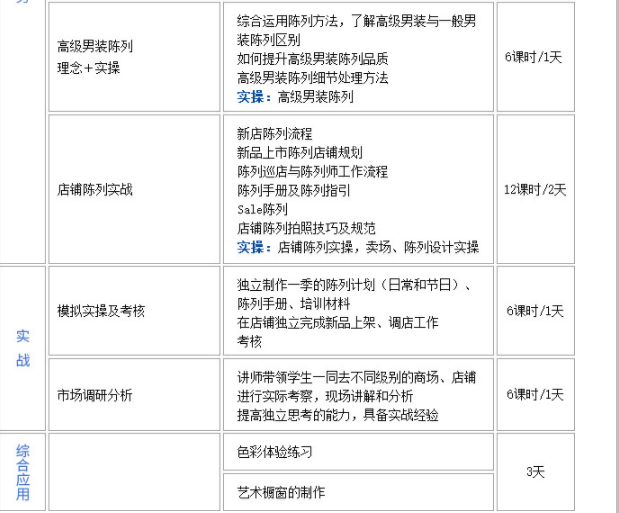 高级男装陈列
理念＋实操
综合运用陈列方法，了解高级男装与一般男
装陈列区别
如何提升高级男装陈列品质
高级男装陈列细节处理方法
实操：高级男装陈列
6课时/1天
店铺陈列实战
新店陈列流程
新品上市陈列店铺规划
陈列巡店与陈列师工作流程
陈列手册及陈列指引
Sale陈列
店铺陈列拍照技巧及规范
实操：店铺陈列实操，卖场、陈列设计实操
12课时/2天
实
战
模拟实操及考核
独立制作一季的陈列计划（日常和节日）、
陈列手册、培训材料
在店铺独立完成新品上架、调店工作
考核
6课时/1天
市场调研分析
讲师带领学生一同去不同级别的商场、店铺
进行实际考察，现场讲解和分析
提高独立思考的能力，具备实战经验
6课时/1天
综
合
应
用
色彩体验练习
艺术橱窗的制作
3天